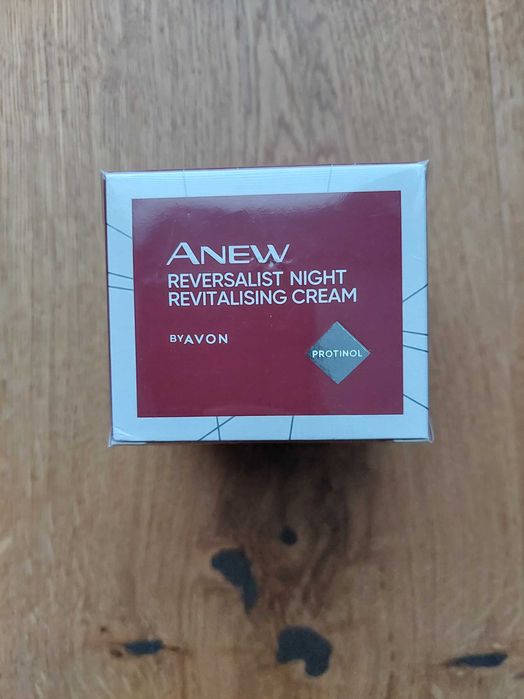 ANEW
REVERSALIST NIGHT
REVITALISING CREAM
BY AVON
PROTINOL